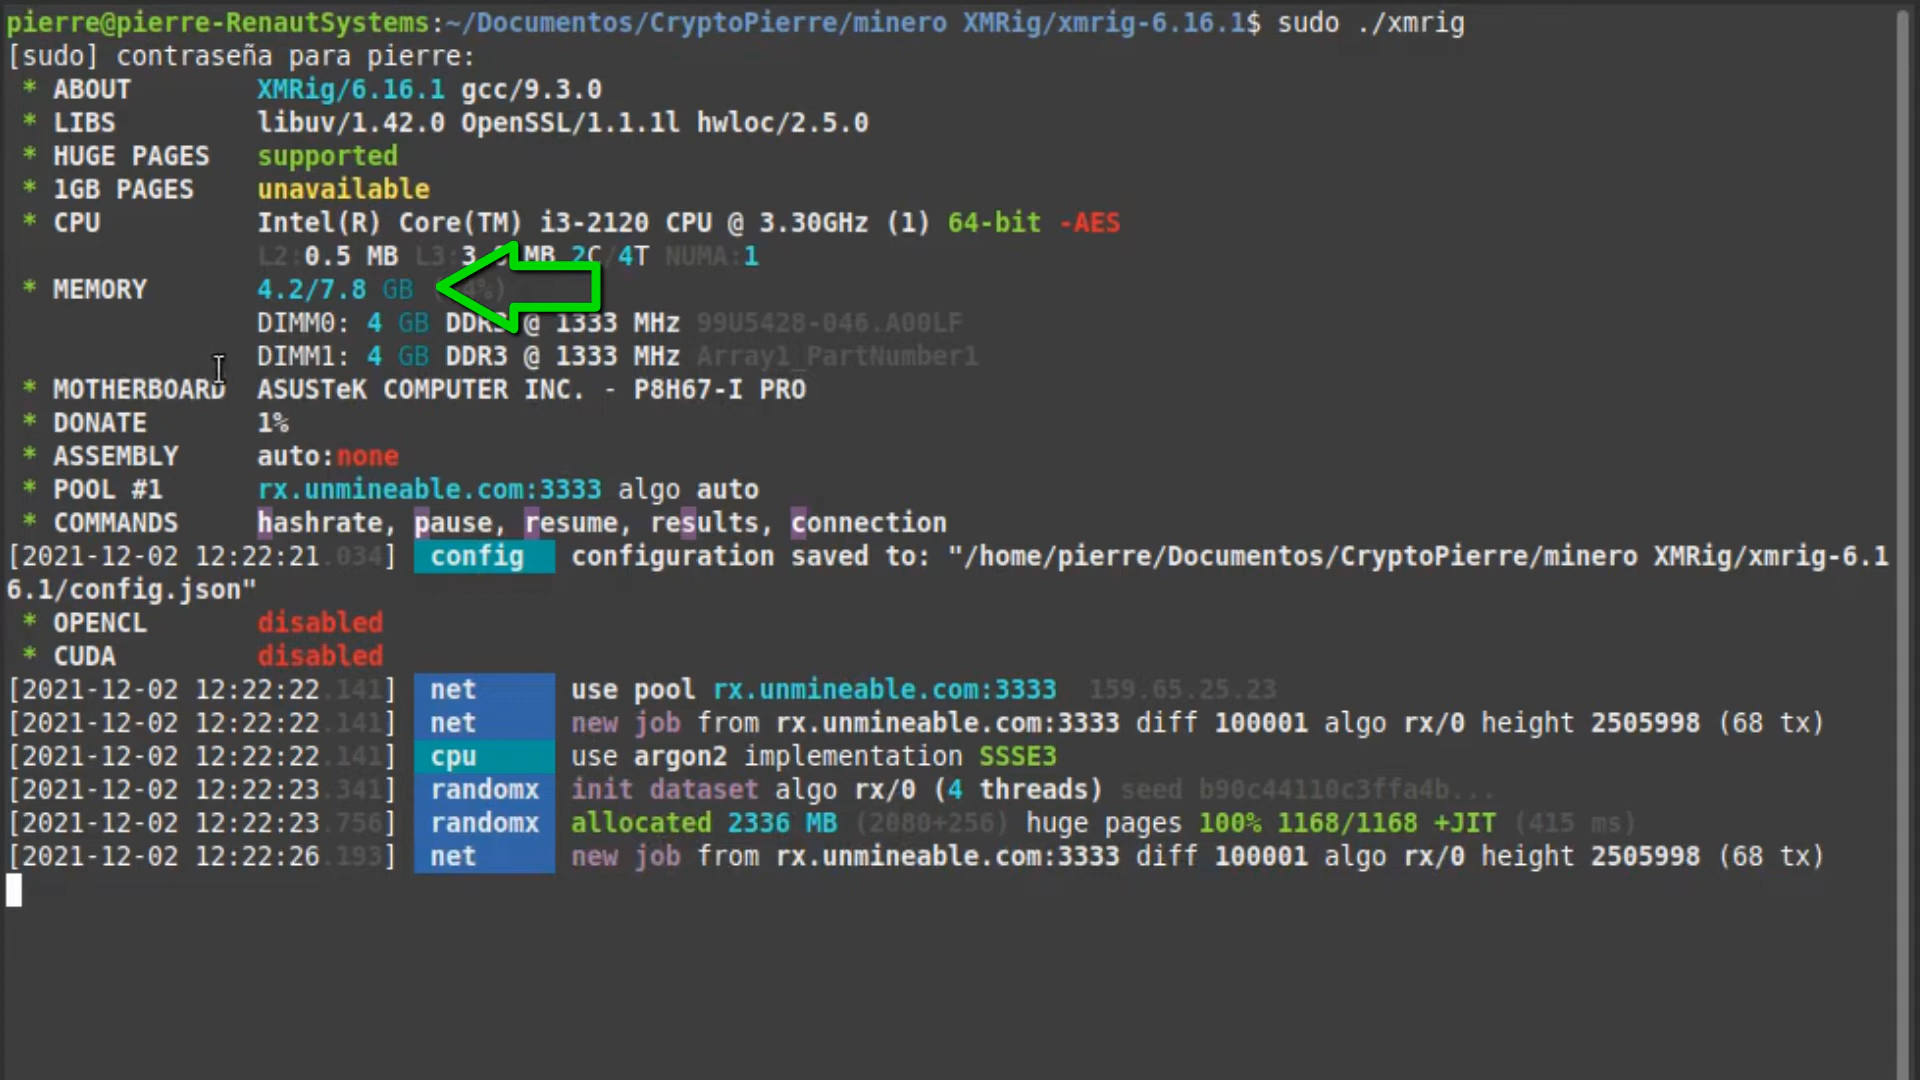 pierre@pierre-RenautSystems:~/Documentos/CryptoPierre/minero XMRig/xmrig-6.16.1$ sudo ./xmrig
[sudo] contraseña para pierre:
* ABOUT XMRig/6.16.1 gcc/9.3.0
* LIBS libuv/1.42.0 OpenSSL/1.1.1l hwloc/2.5.0
* HUGE PAGES supported
* 1GB PAGES unavailable
* CPU Intel(R) Core(TM) i3-2120 CPU @ 3.30GHz (1) 64-bit -AES
L2:0.5 MB L3: MB 2C/4T NUMA:1
* MEMORY 4.2/7.8 GB
DIMM0: 4 GB DDR3 @ 1333 MHz 99U5428-046.A00LF
DIMM1: 4 GB DDR3 @ 1333 MHz Array1_PartNumber1
* MOTHERBOARD ASUSTeK COMPUTER INC. - P8H67-I PRO
* DONATE 1%
* ASSEMBLY auto:none
* POOL #1 rx.unmineable.com:3333 algo auto
* COMMANDS hashrate, pause, resume, results, connection
[2021-12-02 12:22:21.034] config configuration saved to: "/home/pierre/Documentos/CryptoPierre/minero XMRig/xmrig-6.1
6.1/config.json"
* OPENCL disabled
* CUDA disabled
[2021-12-02 12:22:22.141] net use pool rx.unmineable.com:3333 159.65.25.23
[2021-12-02 12:22:22.141] net new job from rx.unmineable.com:3333 diff 100001 algo rx/0 height 2505998 (68 tx)
[2021-12-02 12:22:22.141] cpu use argon2 implementation SSSE3
[2021-12-02 12:22:23.341] randomx init dataset algo rx/0 (4 threads) seed b90c44110c3ffa4b...
[2021-12-02 12:22:23.756] randomx allocated 2336 MB (2080+256) huge pages 100% 1168/1168 +JIT (415 ms)
[2021-12-02 12:22:26.193] net new job from rx.unmineable.com:3333 diff 100001 algo rx/0 height 2505998 (68 tx)